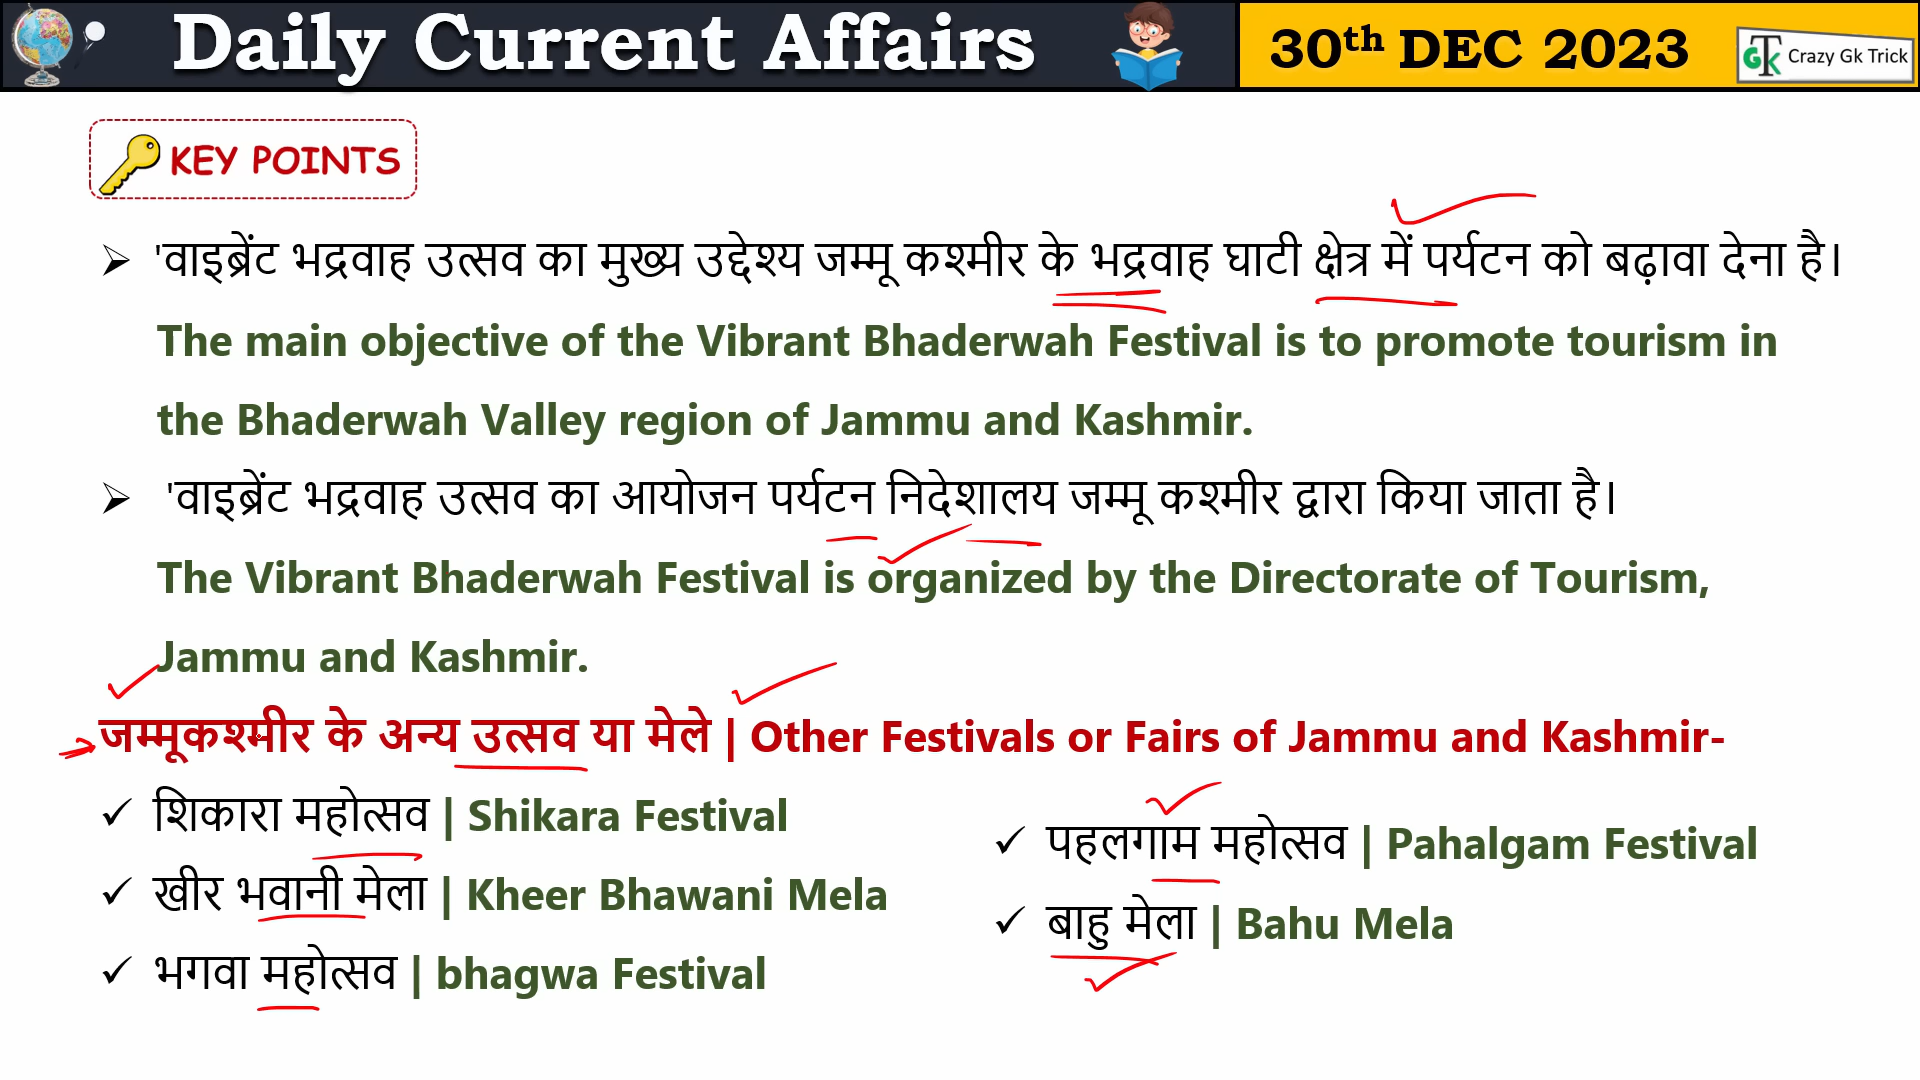 Daily Current Affairs
30th DEC 2023
GK Crazy Gk Trick
KEY POINTS
'वाइब्रेंट भद्रवाह उत्सव का मुख्य उद्देश्य जम्मू कश्मीर के भद्रवाह घाटी क्षेत्र में पर्यटन को बढ़ावा देना है।
The main objective of the Vibrant Bhaderwah Festival is to promote tourism in
the Bhaderwah Valley region of Jammu and Kashmir.
'वाइब्रेंट भद्रवाह उत्सव का आयोजन पर्यटन निदेशालय जम्मू कश्मीर द्वारा किया जाता है।
The Vibrant Bhaderwah Festival is organized by the Directorate of Tourism,
Jammu and Kashmir.
जम्मूकश्मीर के अन्य उत्सव या मेले | Other Festivals or Fairs of Jammu and Kashmir-
शिकारा महोत्सव | Shikara Festival
खीर भवानी मेला | Kheer Bhawani Mela
भगवा महोत्सव | bhagwa Festival
पहलगाम महोत्सव | Pahalgam Festival
बाहु मेला | Bahu Mela